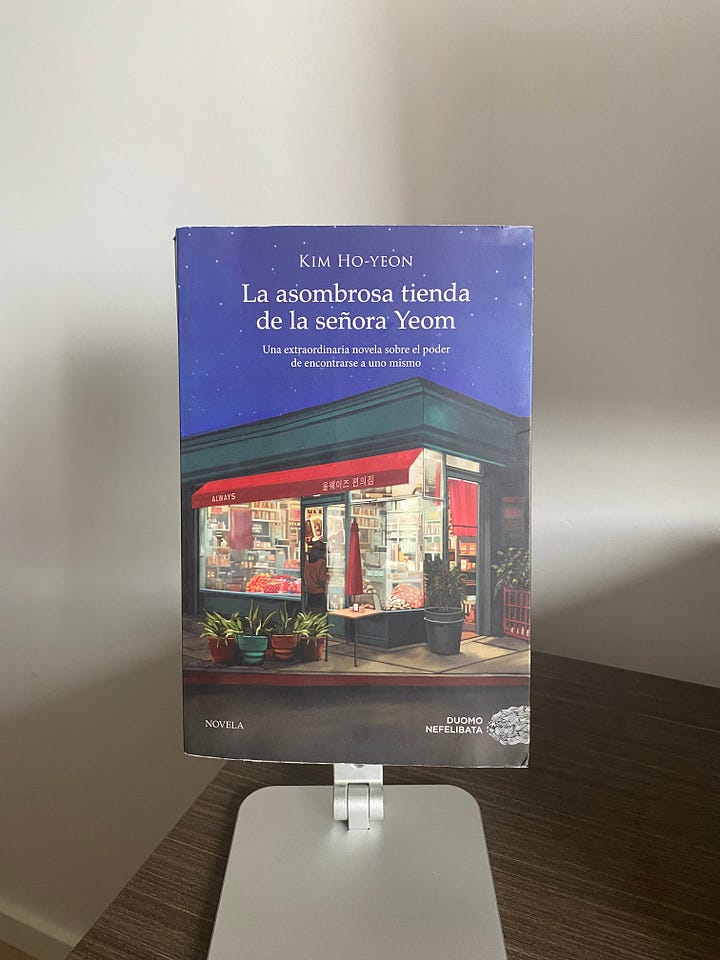 KIM HO-YEON
La asombrosa tienda
de la señora Yeom
Una extraordinaria novela sobre el poder
de encontrarse a uno mismo
ALWAYS
올웨이즈 편의점
NOVELA
DUOMO
NEFELIBATA